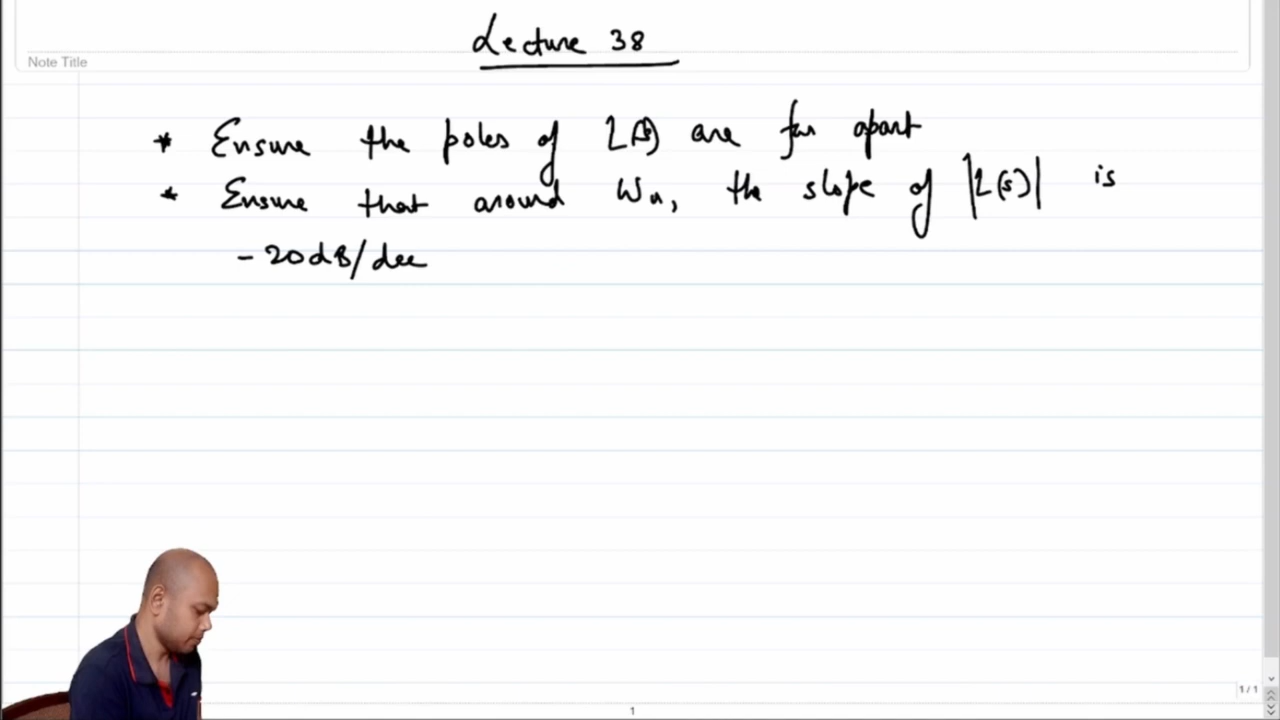 Lecture 38
Note Title
* Ensure the poles of L(s) are far apart
* Ensure that around ωu, the slope of |L(s)| is
- 20dB/dec
1 / 1
1